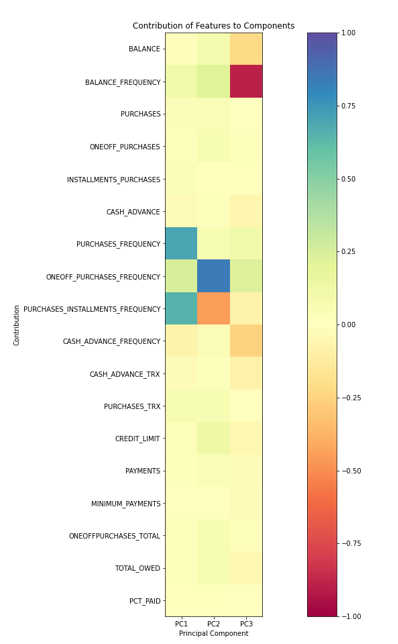 Contribution of Features to Components
BALANCE
BALANCE_FREQUENCY
PURCHASES
ONEOFF_PURCHASES
INSTALLMENTS_PURCHASES
CASH_ADVANCE
PURCHASES_FREQUENCY
ONEOFF_PURCHASES_FREQUENCY
PURCHASES_INSTALLMENTS_FREQUENCY
CASH_ADVANCE_FREQUENCY
CASH_ADVANCE_TRX
PURCHASES_TRX
CREDIT_LIMIT
PAYMENTS
MINIMUM_PAYMENTS
ONEOFFPURCHASES_TOTAL
TOTAL_OWED
PCT_PAID
Contribution
PC1 PC2 PC3
Principal Component
1.00
0.75
0.50
0.25
0.00
−0.25
−0.50
−0.75
−1.00